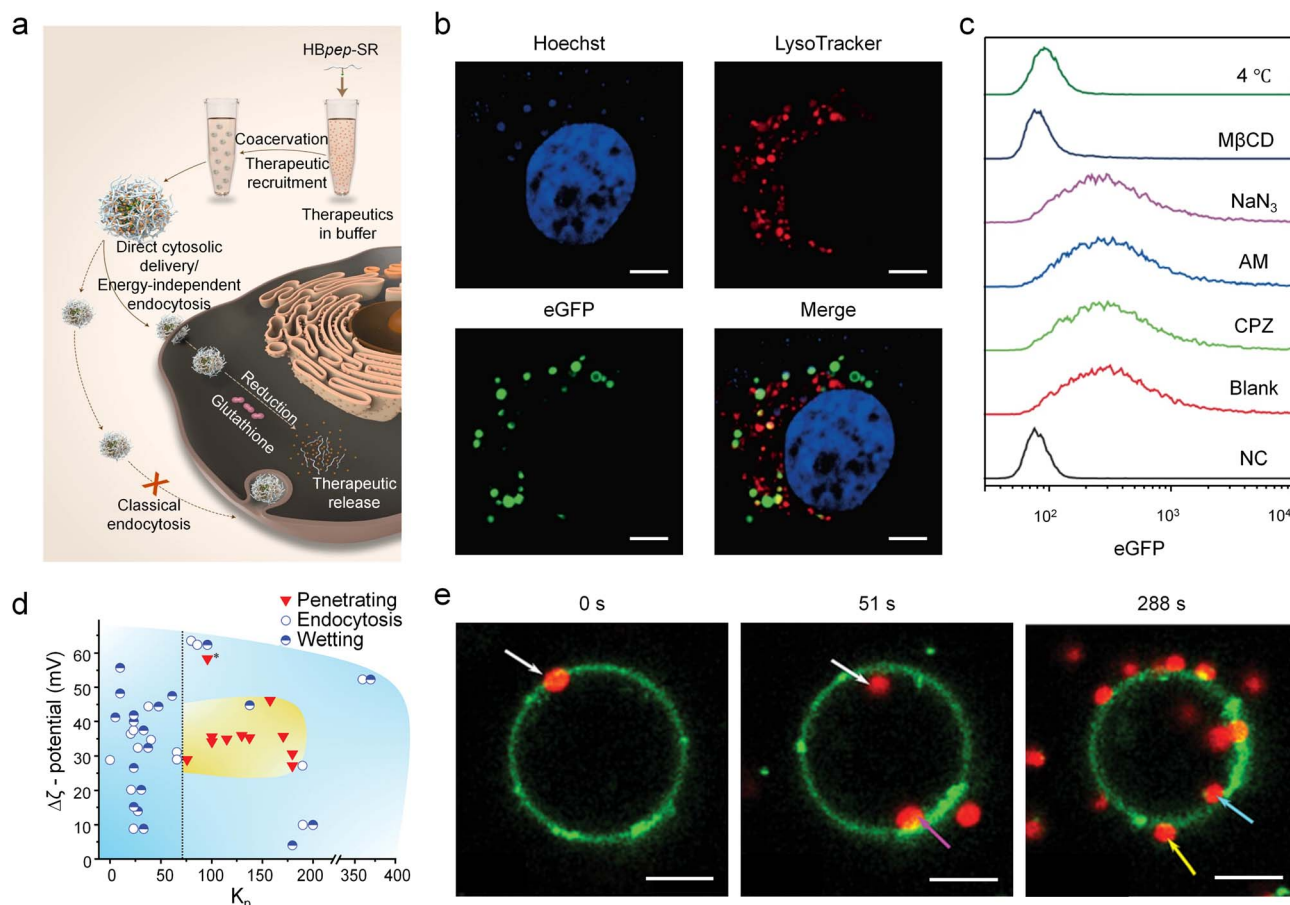 a
HBpep-SR
Coacervation
Therapeutic
recruitment
Therapeutics
in buffer
Direct cytosolic
delivery/
Energy-independent
endocytosis
Reduction
Glutathione
Therapeutic
release
Classical
endocytosis
b
Hoechst
LysoTracker
eGFP
Merge
c
4 °C
MβCD
NaN3
AM
CPZ
Blank
NC
10²
10³
10⁴
eGFP
d
Penetrating
Endocytosis
Wetting
Δζ - potential (mV)
60
50
40
30
20
10
0
*
0
50
100
150
200
350
400
Kp
e
0 s
51 s
288 s